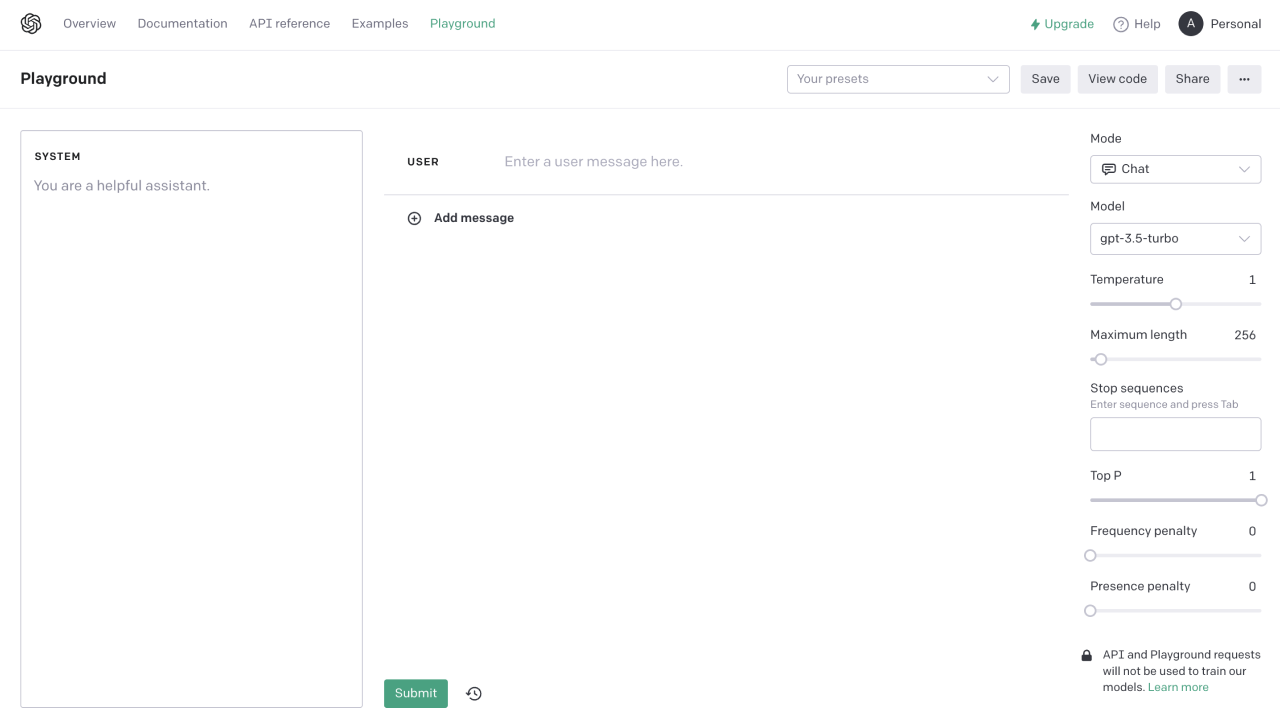 Overview Documentation API reference Examples Playground Upgrade Help A Personal
Playground Your presets Save View code Share ...
SYSTEM
You are a helpful assistant.
USER Enter a user message here.
Add message
Submit
Mode
Chat
Model
gpt-3.5-turbo
Temperature 1
Maximum length 256
Stop sequences
Enter sequence and press Tab
Top P 1
Frequency penalty 0
Presence penalty 0
API and Playground requests
will not be used to train our
models. Learn more